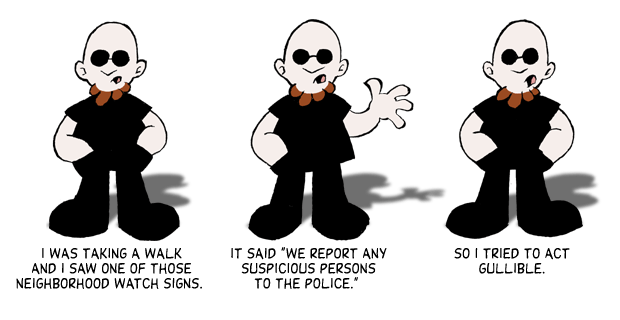 I WAS TAKING A WALK
AND I SAW ONE OF THOSE
NEIGHBORHOOD WATCH SIGNS.
IT SAID "WE REPORT ANY
SUSPICIOUS PERSONS
TO THE POLICE."
SO I TRIED TO ACT
GULLIBLE.